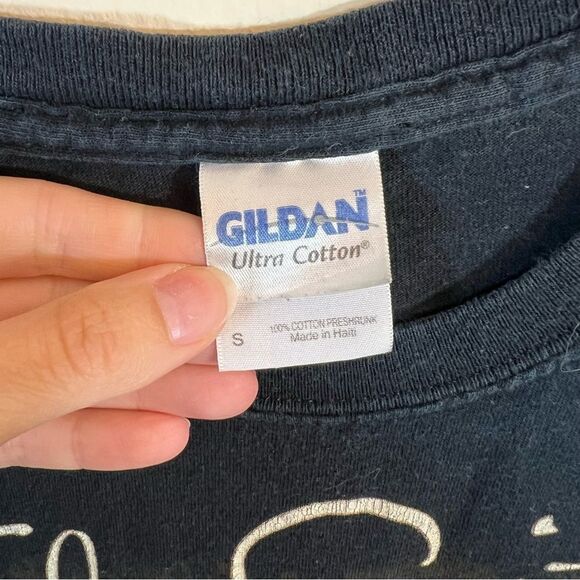 GILDAN™
Ultra Cotton®
S
100% COTTON PRESHRUNK
Made in Haiti